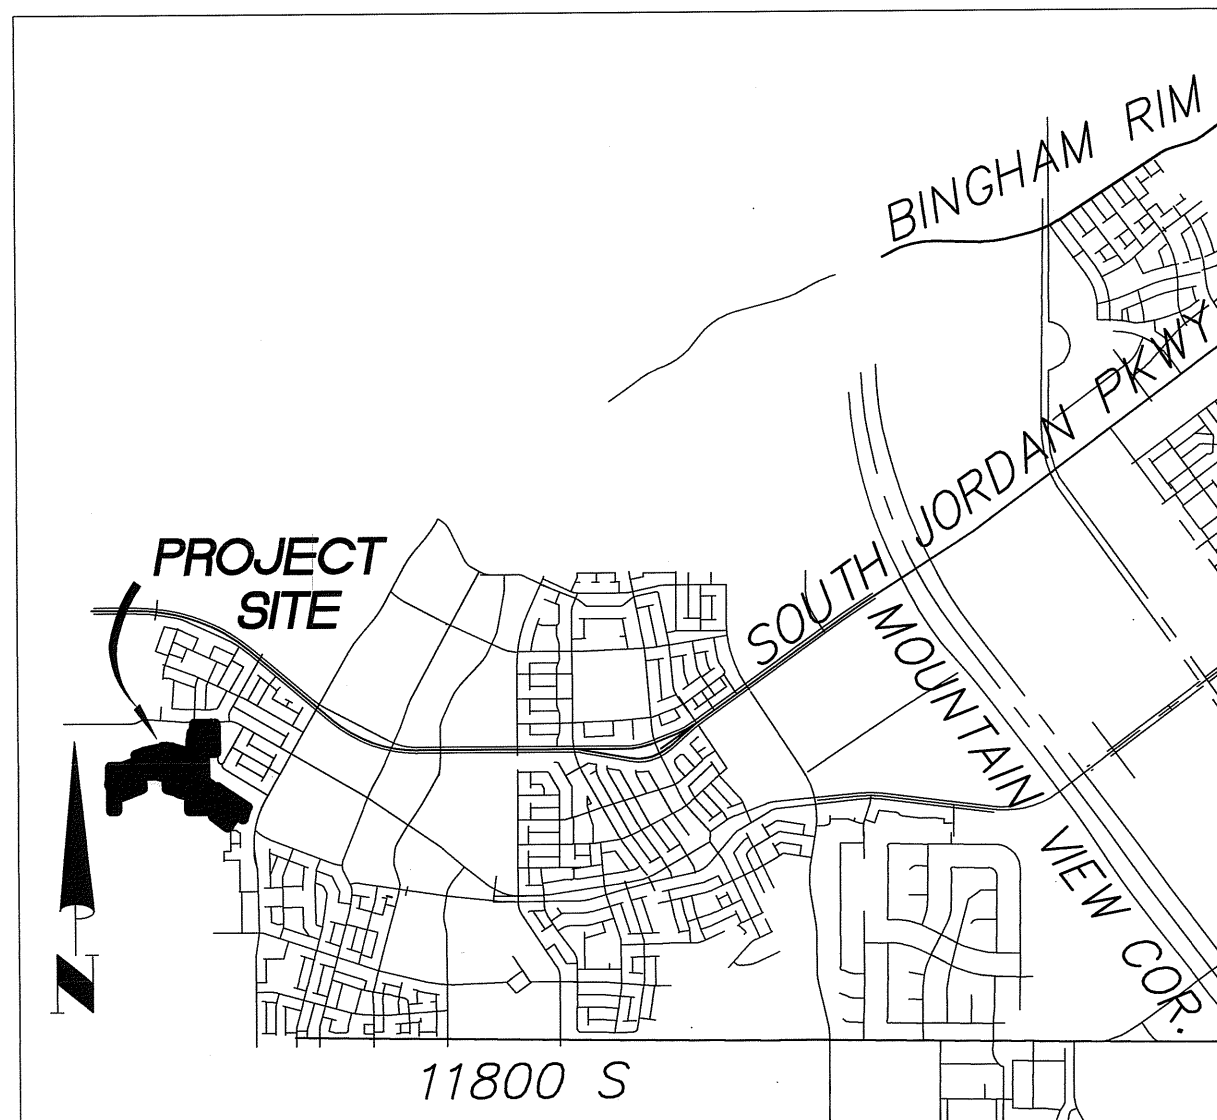 BINGHAM RIM
SOUTH JORDAN PKWY
PROJECT
SITE
MOUNTAIN VIEW COR.
N
11800 S